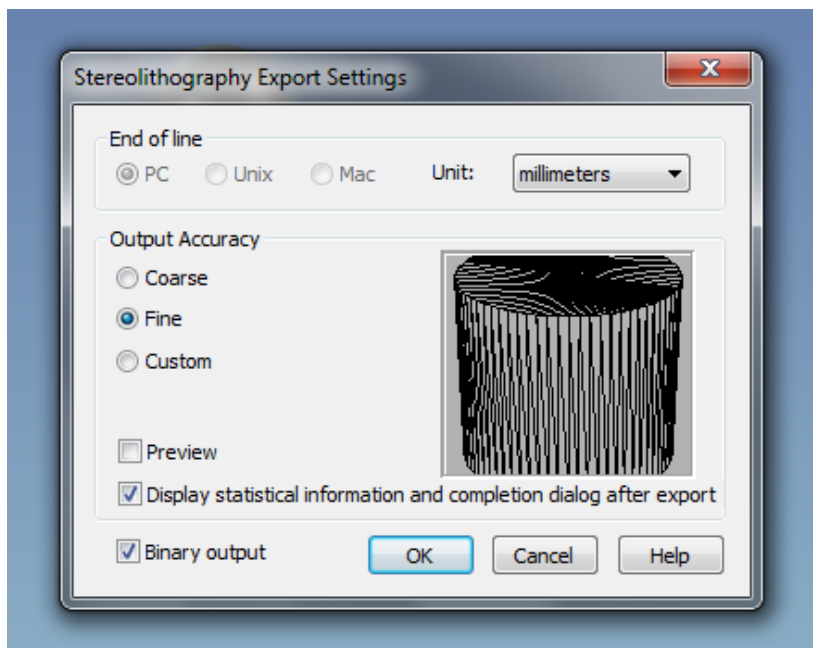 Stereolithography Export Settings
End of line
PC Unix Mac Unit: millimeters
Output Accuracy
Coarse
Fine
Custom
Preview
Display statistical information and completion dialog after export
Binary output OK Cancel Help